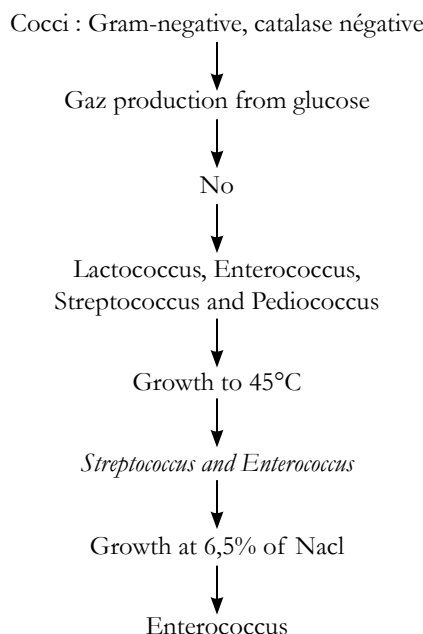 Cocci : Gram-negative, catalase négative
Gaz production from glucose
No
Lactococcus, Enterococcus,
Streptococcus and Pediococcus
Growth to 45°C
Streptococcus and Enterococcus
Growth at 6,5% of Nacl
Enterococcus